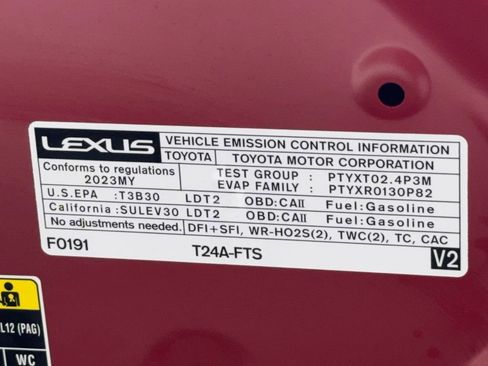 LEXUS VEHICLE EMISSION CONTROL INFORMATION
TOYOTA TOYOTA MOTOR CORPORATION
Conforms to regulations TEST GROUP : PTYXT02.4P3M
2023MY EVAP FAMILY : PTYXR0130P82
U.S.EPA : T3B30 LDT2 OBD:CAII Fuel:Gasoline
California :SULEV30 LDT2 OBD:CAII Fuel:Gasoline
No adjustments needed. DFI+SFI, WR-HO2S(2), TWC(2), TC, CAC
F0191 T24A-FTS V2
L12 (PAG)
WC